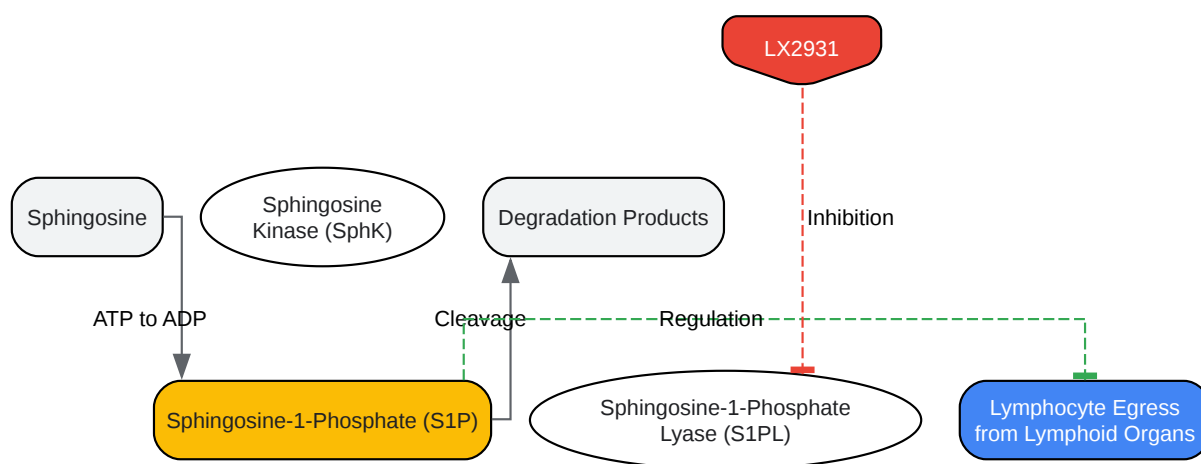 LX2931
Sphingosine
Sphingosine
Kinase (SphK)
Degradation Products
Inhibition
ATP to ADP
Cleavage
Regulation
Sphingosine-1-Phosphate (S1P)
Sphingosine-1-Phosphate
Lyase (S1PL)
Lymphocyte Egress
from Lymphoid Organs